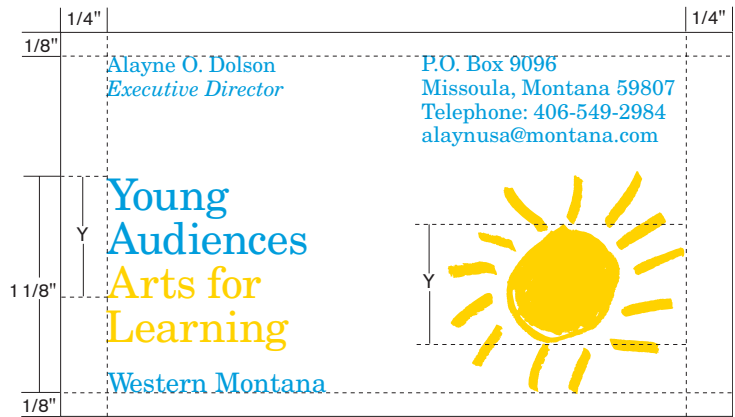 1/4"
1/4"
1/8"
Alayne O. Dolson
Executive Director
P.O. Box 9096
Missoula, Montana 59807
Telephone: 406-549-2984
alaynusa@montana.com
Young
Audiences
Arts for
Learning
Western Montana
Y
Y
1 1/8"
1/8"